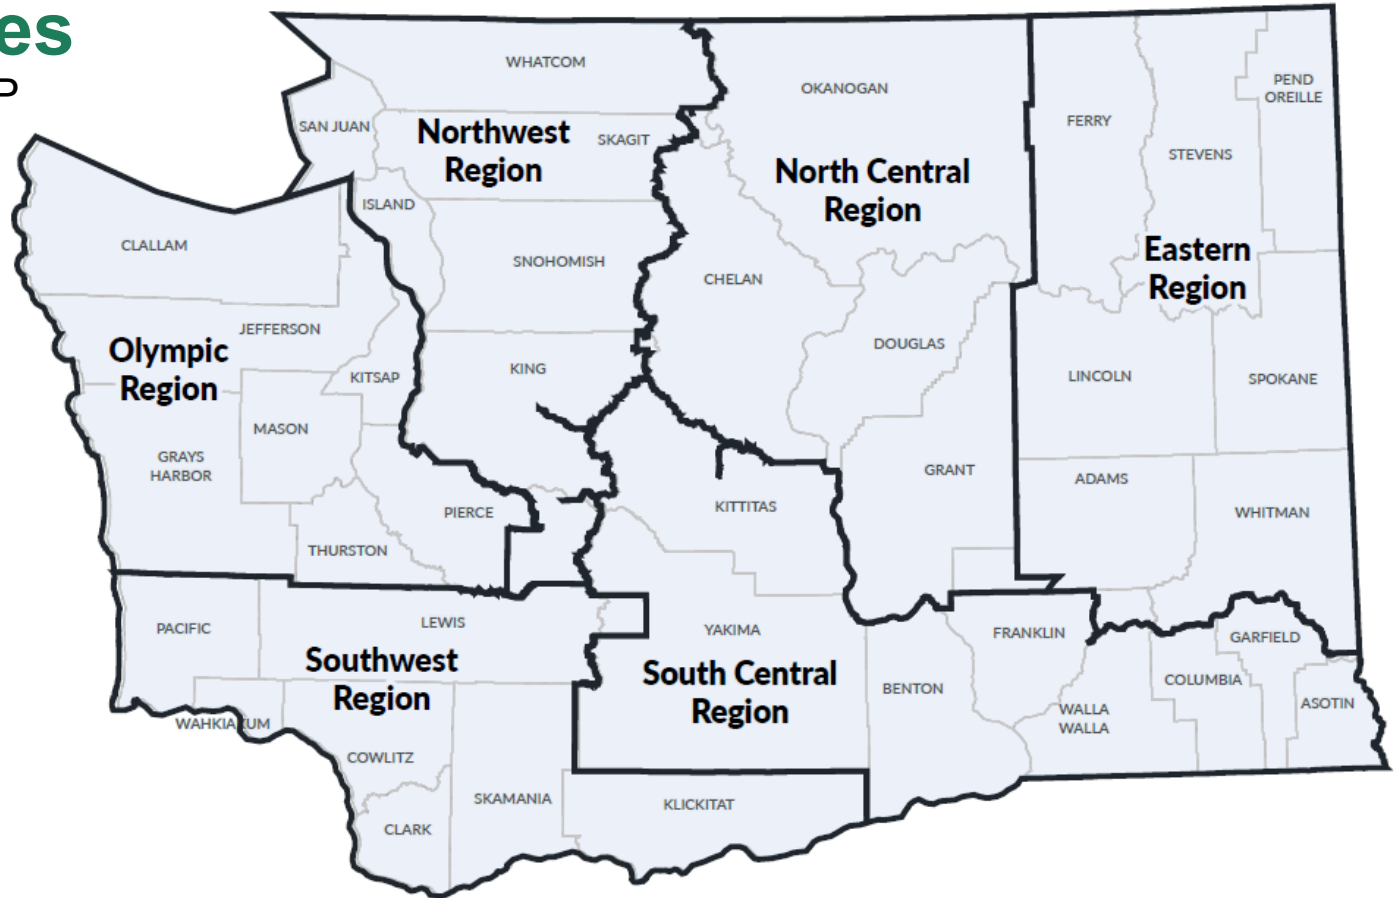 es
WHATCOM
OKANOGAN
PEND
OREILLE
FERRY
SAN JUAN
Northwest
Region
SKAGIT
STEVENS
North Central
Region
ISLAND
CLALLAM
SNOHOMISH
Eastern
Region
CHELAN
JEFFERSON
Olympic
Region
DOUGLAS
KING
KITSAP
LINCOLN
SPOKANE
MASON
GRAYS
HARBOR
GRANT
ADAMS
KITTITAS
PIERCE
WHITMAN
THURSTON
PACIFIC
LEWIS
YAKIMA
FRANKLIN
GARFIELD
Southwest
Region
South Central
Region
BENTON
COLUMBIA
ASOTIN
WALLA
WALLA
WAHKIAKUM
COWLITZ
SKAMANIA
KLICKITAT
CLARK